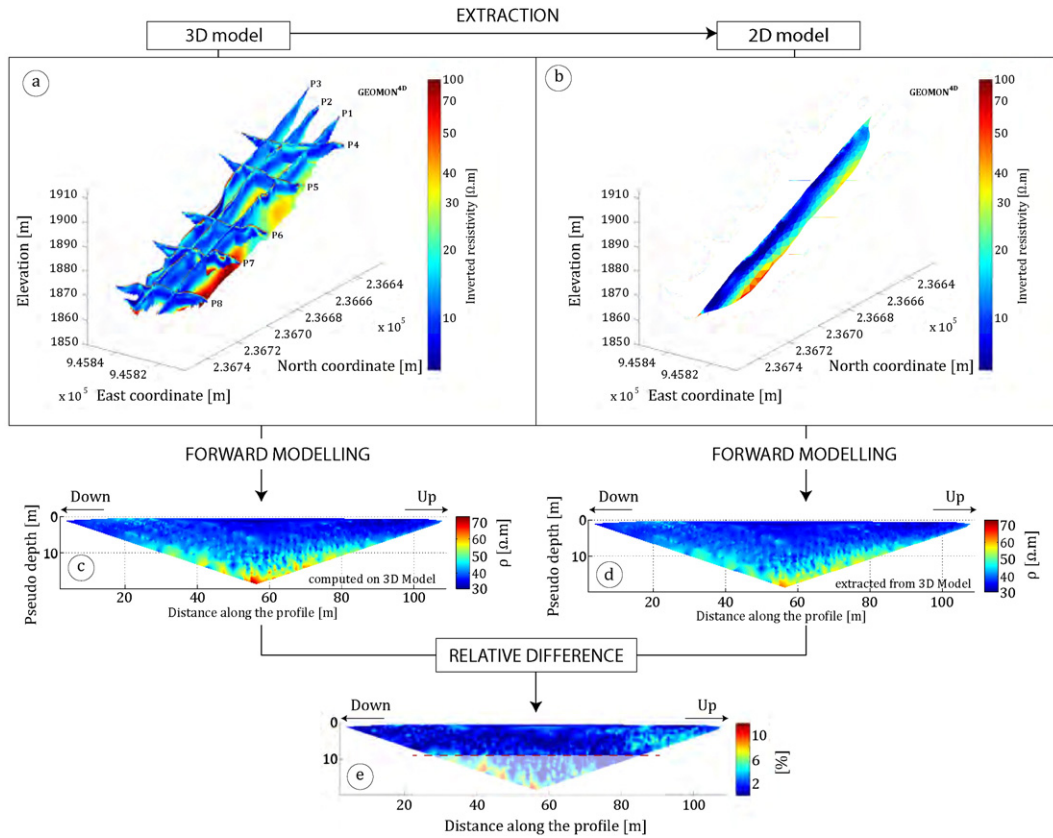 EXTRACTION
3D model
2D model
a
P3
P2
P1
P4
P5
P6
P7
P8
GEOMON4D
100
70
50
40
30
20
10
Inverted resistivity [Ω.m]
1910
1900
1890
1880
1870
1860
1850
Elevation [m]
9.4584
9.4582
x 10⁵ East coordinate [m]
2.3664
2.3666
2.3668
2.3670
2.3672
2.3674
x 10⁵
North coordinate [m]
b
GEOMON4D
100
70
50
40
30
20
10
Inverted resistivity [Ω.m]
1910
1900
1890
1880
1870
1860
1850
Elevation [m]
9.4584
9.4582
x 10⁵ East coordinate [m]
2.3664
2.3666
2.3668
2.3670
2.3672
2.3674
x 10⁵
North coordinate [m]
FORWARD MODELLING
FORWARD MODELLING
Down
Up
0
10
Pseudo depth [m]
c
computed on 3D Model
20 40 60 80 100
Distance along the profile [m]
70
60
50
40
30
ρ [Ω.m]
Down
Up
0
10
Pseudo depth [m]
d
extracted from 3D Model
20 40 60 80 100
Distance along the profile [m]
70
60
50
40
30
ρ [Ω.m]
RELATIVE DIFFERENCE
Down
Up
0
10
e
20 40 60 80 100
Distance along the profile [m]
10
6
4
2
[%]